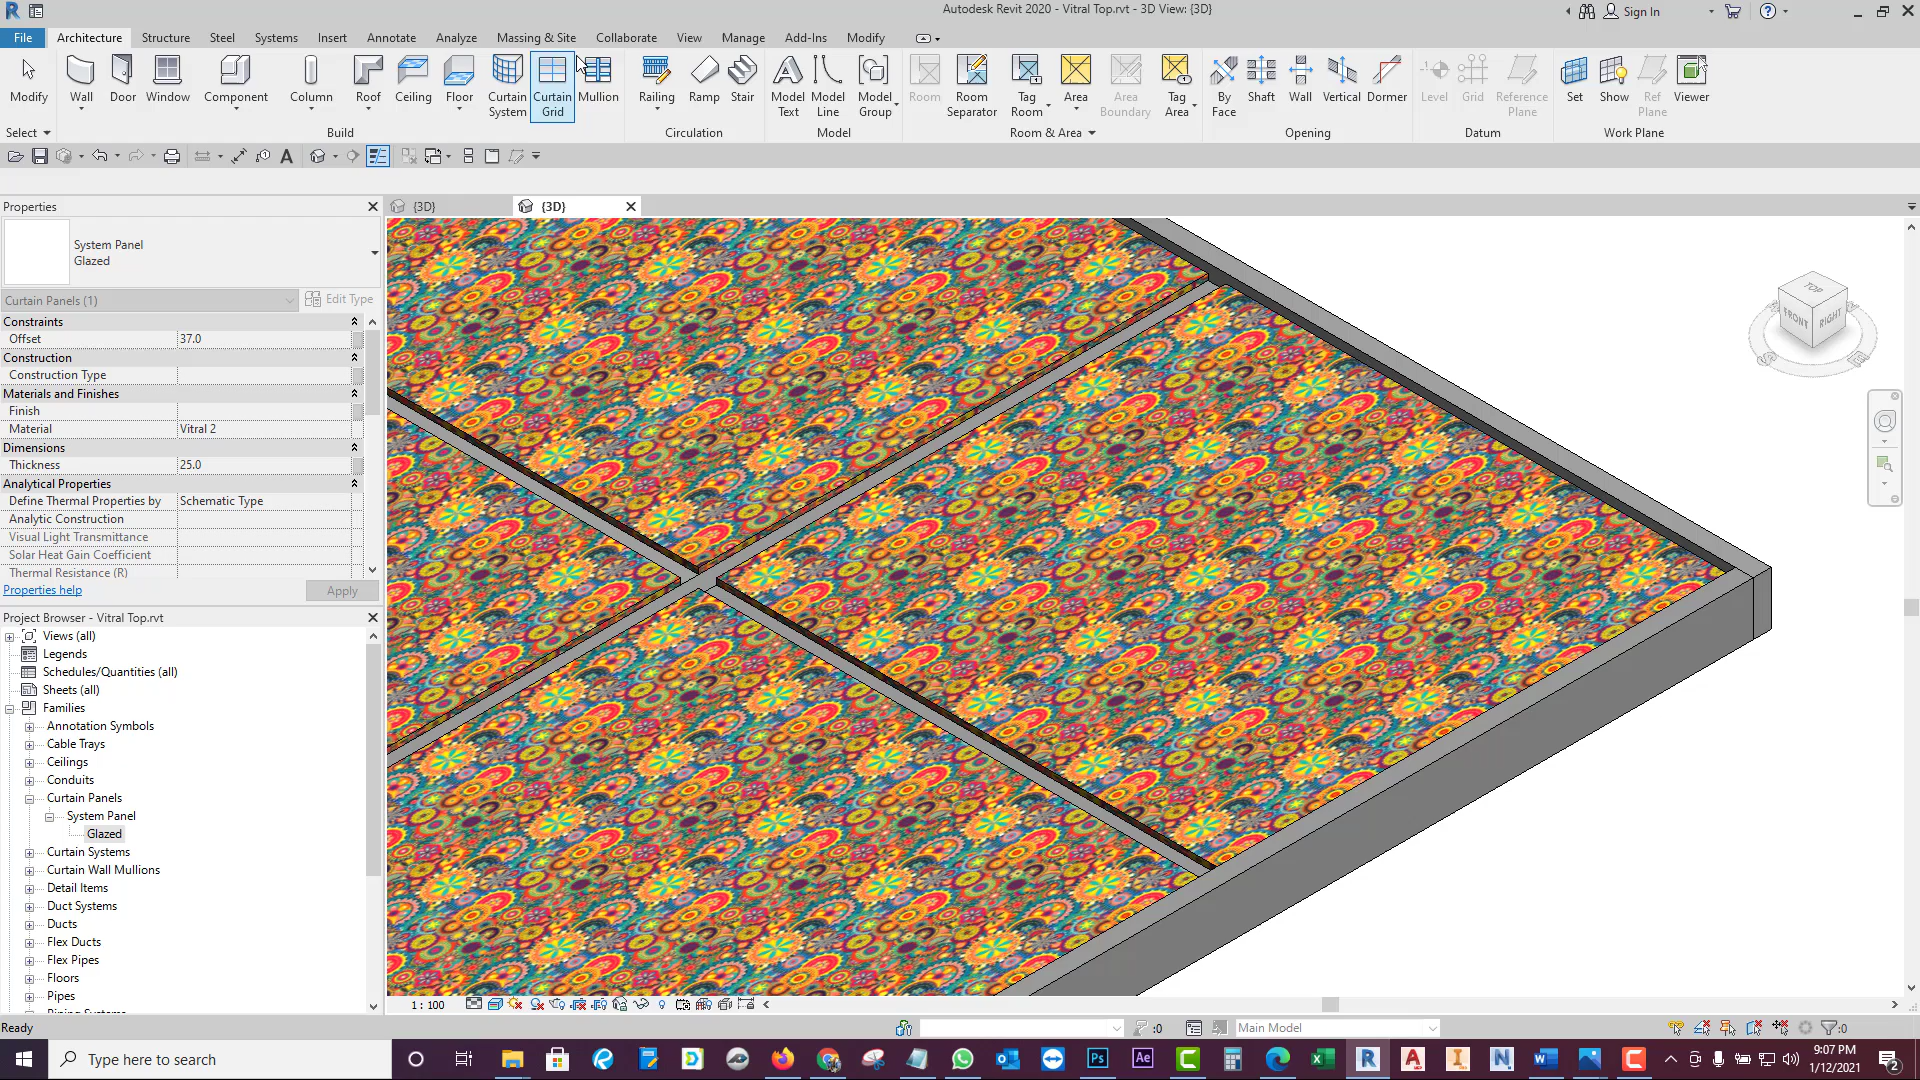 Autodesk Revit 2020 - Vitral Top.rvt - 3D View: {3D}
Sign In
File Architecture Structure Steel Systems Insert Annotate Analyze Massing & Site Collaborate View Manage Add-Ins Modify
Modify Wall Door Window Component Column Roof Ceiling Floor Curtain System Curtain Grid Mullion Railing Ramp Stair Model Text Model Line Model Group Room Room Separator Tag Room Area Area Boundary Tag Area By Face Shaft Wall Vertical Dormer Level Grid Reference Plane Set Show Ref Plane Viewer
Select Build Circulation Model Room & Area Opening Datum Work Plane
Properties
{3D} {3D}
System Panel
Glazed
Curtain Panels (1) Edit Type
Constraints
Offset 37.0
Construction
Construction Type
Materials and Finishes
Finish
Material Vitral 2
Dimensions
Thickness 25.0
Analytical Properties
Define Thermal Properties by Schematic Type
Analytic Construction
Visual Light Transmittance
Solar Heat Gain Coefficient
Thermal Resistance (R)
Properties help Apply
TOP
FRONT RIGHT
Project Browser - Vitral Top.rvt
Views (all)
Legends
Schedules/Quantities (all)
Sheets (all)
Families
Annotation Symbols
Cable Trays
Ceilings
Conduits
Curtain Panels
System Panel
Glazed
Curtain Systems
Curtain Wall Mullions
Detail Items
Duct Systems
Ducts
Flex Ducts
Flex Pipes
Floors
Pipes
Piping Systems
1 : 100
Ready :0 Main Model :0
Type here to search
9:07 PM
1/12/2021
2